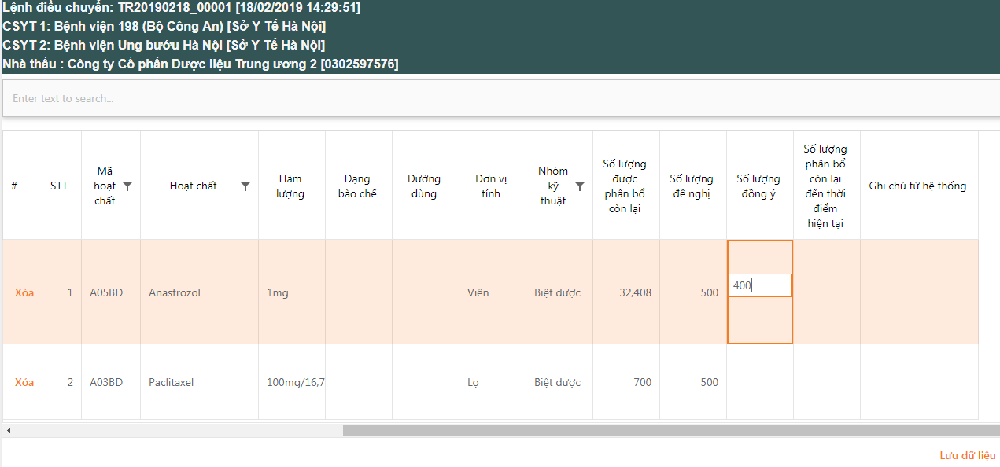 Lệnh điều chuyển: TR20190218_00001 [18/02/2019 14:29:51]
CSYT 1: Bệnh viện 198 (Bộ Công An) [Sở Y Tế Hà Nội]
CSYT 2: Bệnh viện Ung bướu Hà Nội [Sở Y Tế Hà Nội]
Nhà thầu : Công ty Cổ phần Dược liệu Trung ương 2 [0302597576]
Enter text to search...
#
STT
Mã
hoạt
chất
Hoạt chất
Hàm
lượng
Dạng
bào chế
Đường
dùng
Đơn vị
tính
Nhóm
kỹ
thuật
Số lượng
được
phân bổ
còn lại
Số lượng
đề nghị
Số lượng
đồng ý
Số lượng
phân bổ
còn lại
đến thời
điểm
hiện tại
Ghi chú từ hệ thống
Xóa 1 A05BD Anastrozol 1mg Viên Biệt dược 32,408 500 400
Xóa 2 A03BD Paclitaxel 100mg/16,7 Lọ Biệt dược 700 500
Lưu dữ liệu